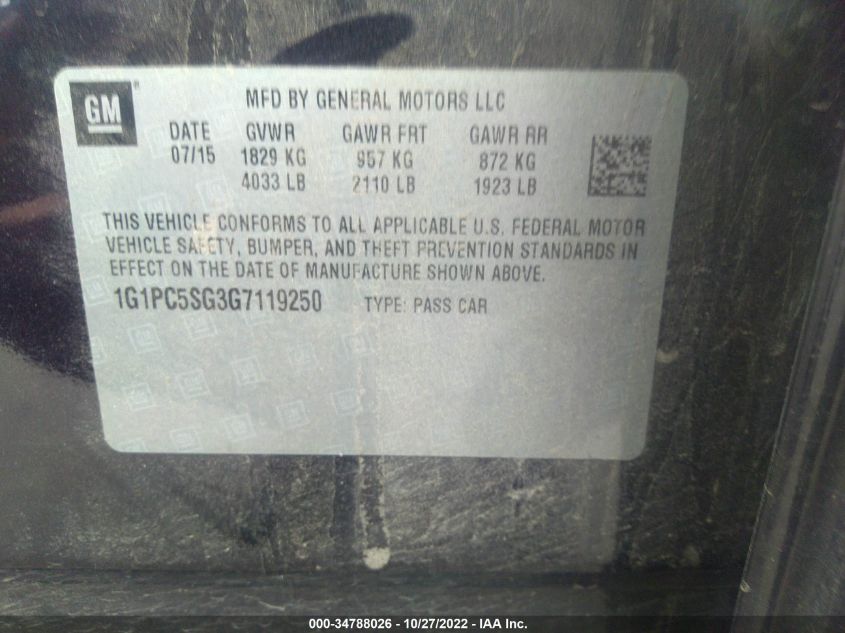 GM
®
MFD BY GENERAL MOTORS LLC
DATE GVWR GAWR FRT GAWR RR
07/15 1829 KG 957 KG 872 KG
4033 LB 2110 LB 1923 LB
THIS VEHICLE CONFORMS TO ALL APPLICABLE U.S. FEDERAL MOTOR
VEHICLE SAFETY, BUMPER, AND THEFT PREVENTION STANDARDS IN
EFFECT ON THE DATE OF MANUFACTURE SHOWN ABOVE.
1G1PC5SG3G7119250 TYPE: PASS CAR
000-34788026 - 10/27/2022 - IAA Inc.